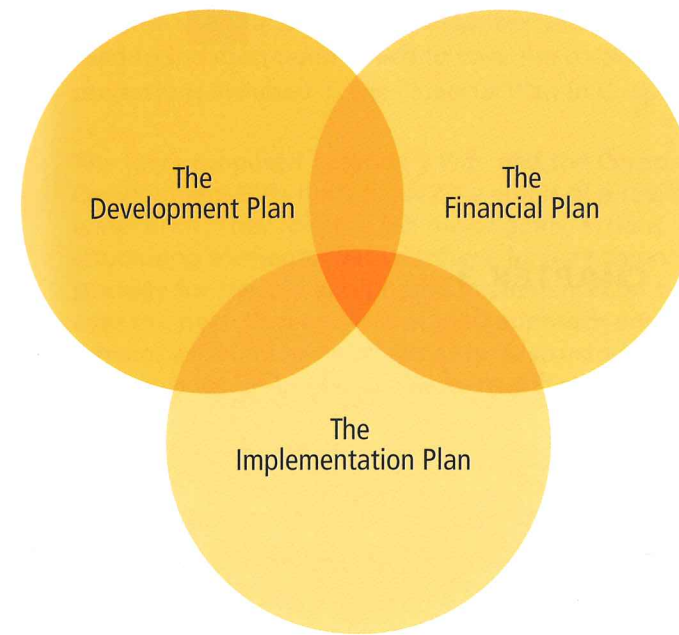 The
Development Plan
The
Financial Plan
The
Implementation Plan